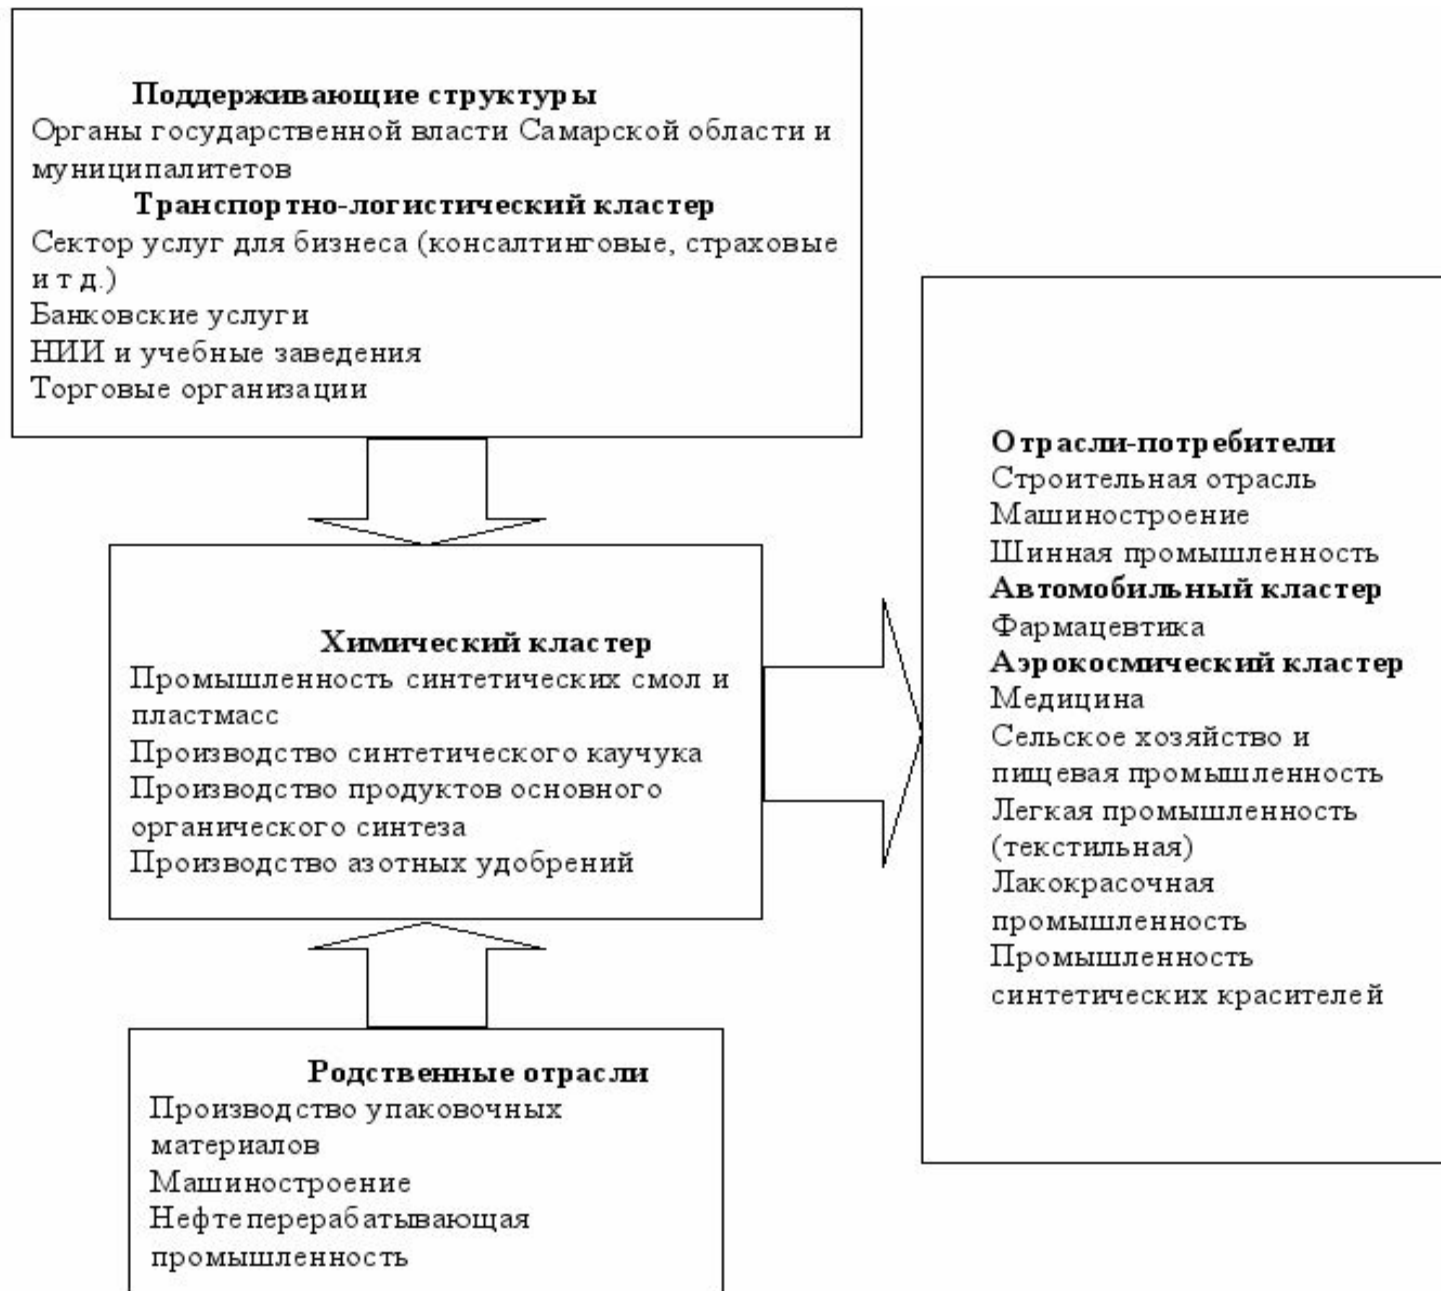 Поддерживающие структуры
Органы государственной власти Самарской области и
муниципалитетов
Транспортно-логистический кластер
Сектор услуг для бизнеса (консалтинговые, страховые
и т д.)
Банковские услуги
НИИ и учебные заведения
Торговые организации
Химический кластер
Промышленность синтетических смол и
пластмасс
Производство синтетического каучука
Производство продуктов основного
органического синтеза
Производство азотных удобрений
Родственные отрасли
Производство упаковочных
материалов
Машиностроение
Нефтеперерабатывающая
промышленность
Отрасли-потребители
Строительная отрасль
Машиностроение
Шинная промышленность
Автомобильный кластер
Фармацевтика
Аэрокосмический кластер
Медицина
Сельское хозяйство и
пищевая промышленность
Легкая промышленность
(текстильная)
Лакокрасочная
промышленность
Промышленность
синтетических красителей